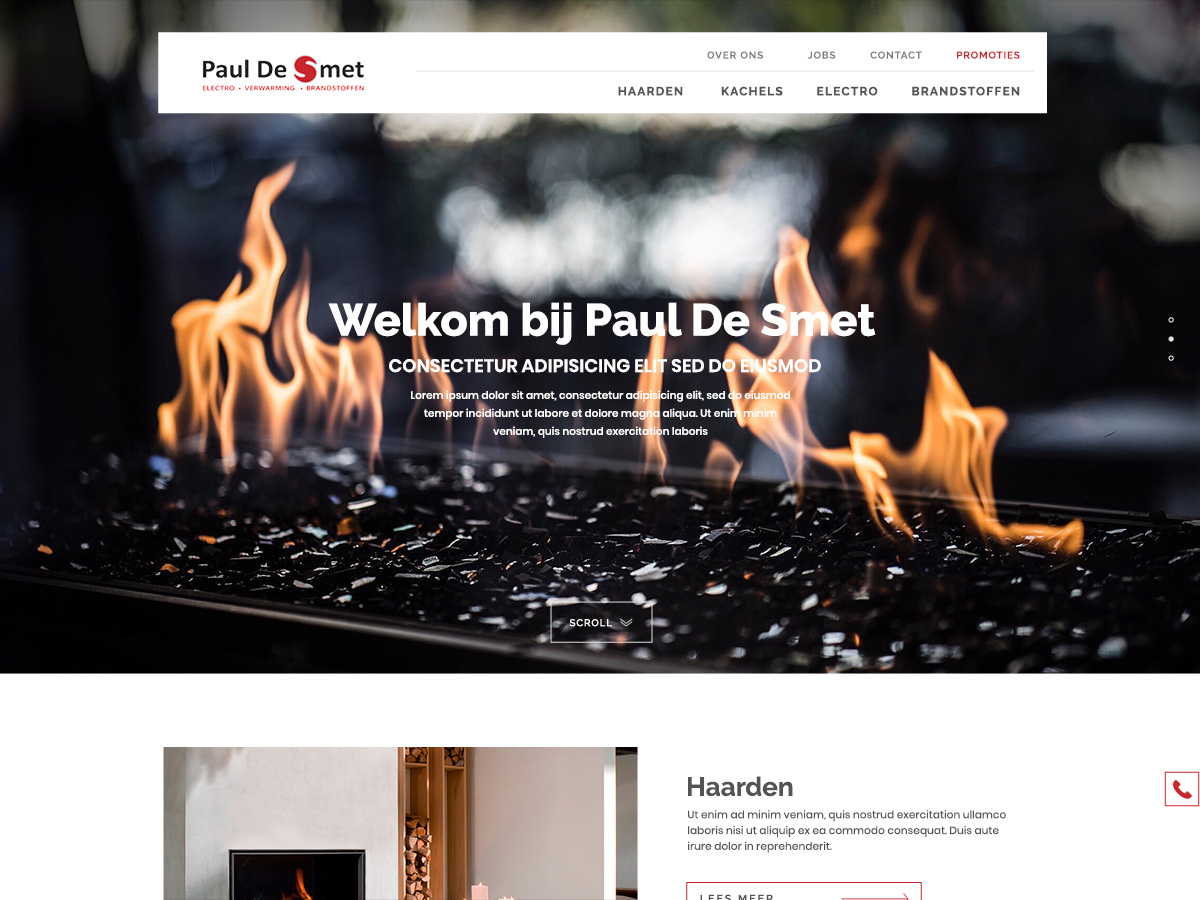 OVER ONS JOBS CONTACT PROMOTIES
Paul De Smet
ELECTRO • VERWARMING • BRANDSTOFFEN
HAARDEN KACHELS ELECTRO BRANDSTOFFEN
Welkom bij Paul De Smet
CONSECTETUR ADIPISICING ELIT SED DO EIUSMOD
Lorem ipsum dolor sit amet, consectetur adipisicing elit, sed do eiusmod
tempor incididunt ut labore et dolore magna aliqua. Ut enim minim
veniam, quis nostrud exercitation laboris
SCROLL
Haarden
Ut enim ad minim veniam, quis nostrud exercitation ullamco
laboris nisi ut aliquip ex ea commodo consequat. Duis aute
irure dolor in reprehenderit.
LEES MEER